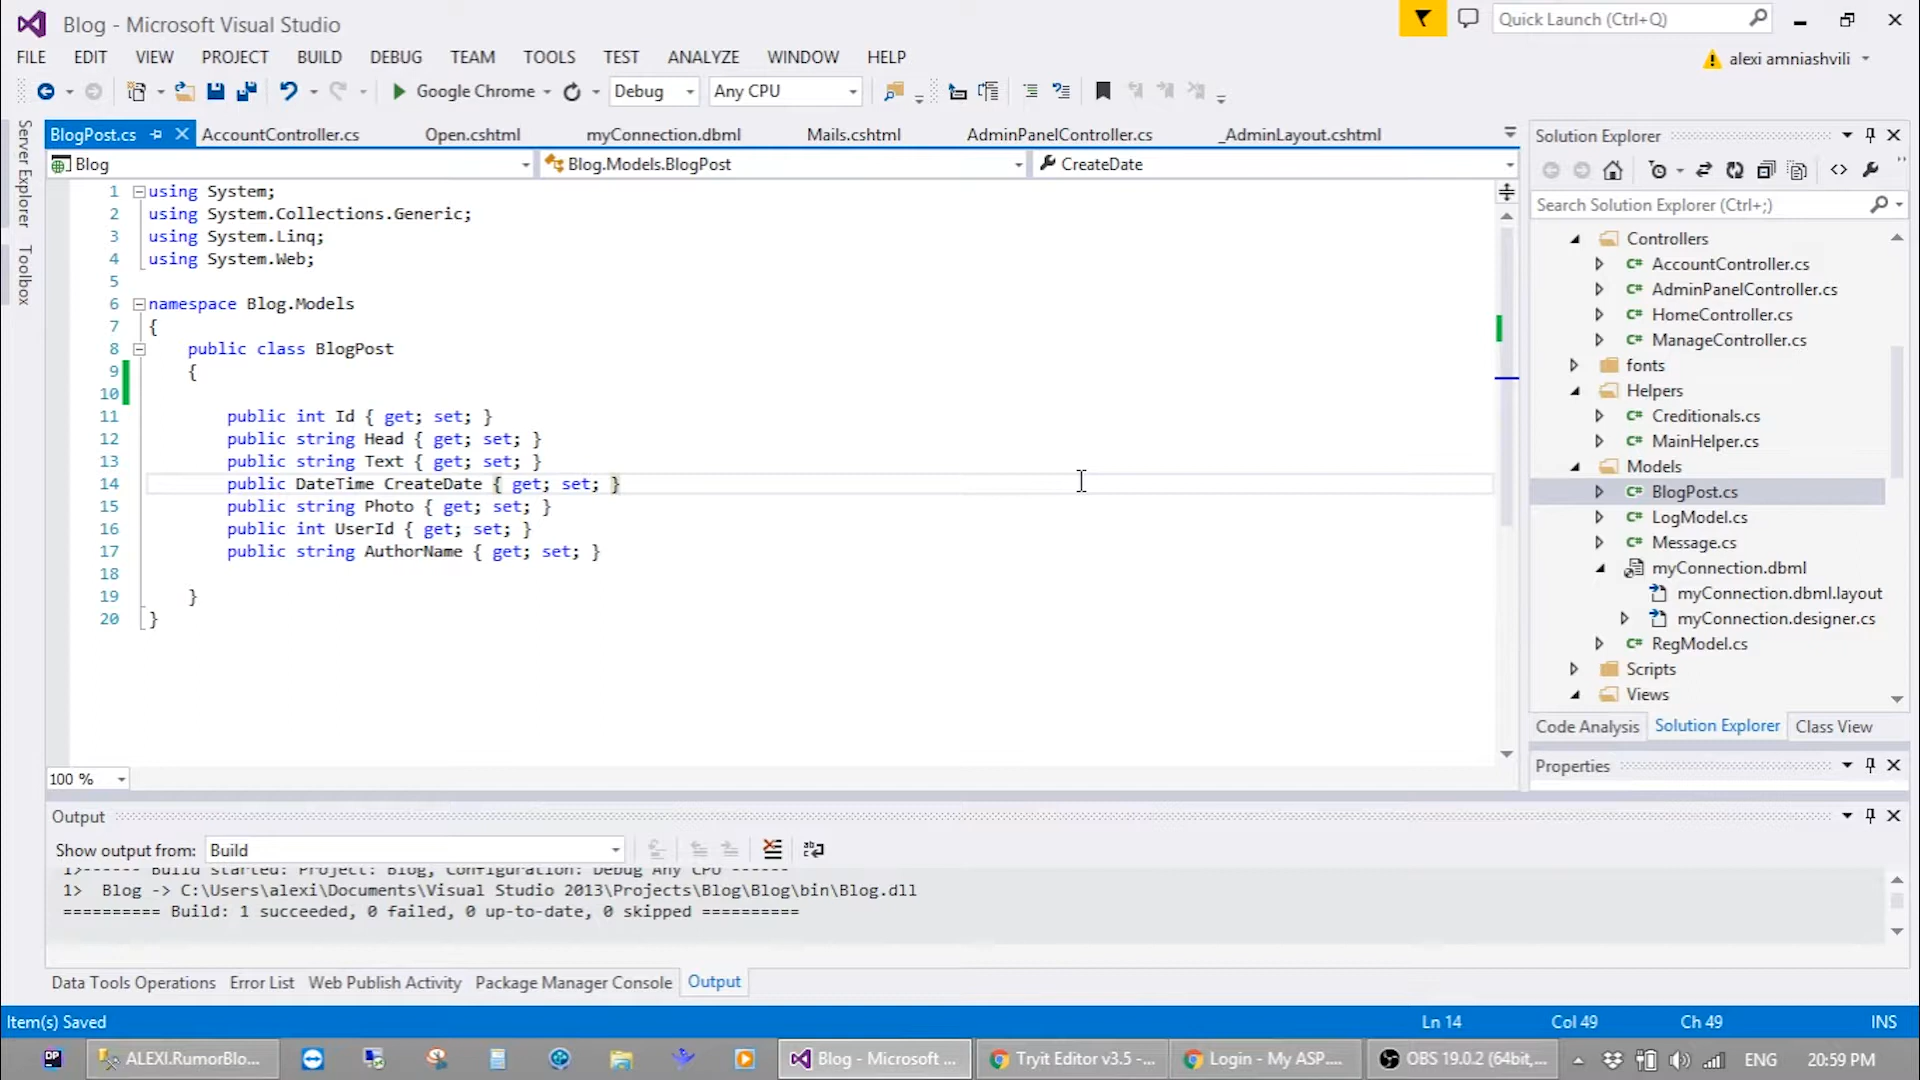 Blog - Microsoft Visual Studio
Quick Launch (Ctrl+Q)
FILE EDIT VIEW PROJECT BUILD DEBUG TEAM TOOLS TEST ANALYZE WINDOW HELP
alexi amniashvili
Google Chrome Debug Any CPU
Server Explorer
Toolbox
BlogPost.cs AccountController.cs Open.cshtml myConnection.dbml Mails.cshtml AdminPanelController.cs _AdminLayout.cshtml
Blog Blog.Models.BlogPost CreateDate
1 using System;
2 using System.Collections.Generic;
3 using System.Linq;
4 using System.Web;
5
6 namespace Blog.Models
7 {
8 public class BlogPost
9 {
10
11 public int Id { get; set; }
12 public string Head { get; set; }
13 public string Text { get; set; }
14 public DateTime CreateDate { get; set; }
15 public string Photo { get; set; }
16 public int UserId { get; set; }
17 public string AuthorName { get; set; }
18
19 }
20 }
100 %
Solution Explorer
Search Solution Explorer (Ctrl+;)
Controllers
C# AccountController.cs
C# AdminPanelController.cs
C# HomeController.cs
C# ManageController.cs
fonts
Helpers
C# Creditionals.cs
C# MainHelper.cs
Models
C# BlogPost.cs
C# LogModel.cs
C# Message.cs
myConnection.dbml
myConnection.dbml.layout
myConnection.designer.cs
C# RegModel.cs
Scripts
Views
Code Analysis Solution Explorer Class View
Properties
Output
Show output from: Build
1>------ Build started: Project: Blog, Configuration: Debug Any CPU ------
1> Blog -> C:\Users\alexi\Documents\Visual Studio 2013\Projects\Blog\Blog\bin\Blog.dll
========== Build: 1 succeeded, 0 failed, 0 up-to-date, 0 skipped ==========
Data Tools Operations Error List Web Publish Activity Package Manager Console Output
Item(s) Saved Ln 14 Col 49 Ch 49 INS
DP ALEXI.RumorBlo... Blog - Microsoft ... Tryit Editor v3.5 -... Login - My ASP.... OBS 19.0.2 (64bit,... ENG 20:59 PM